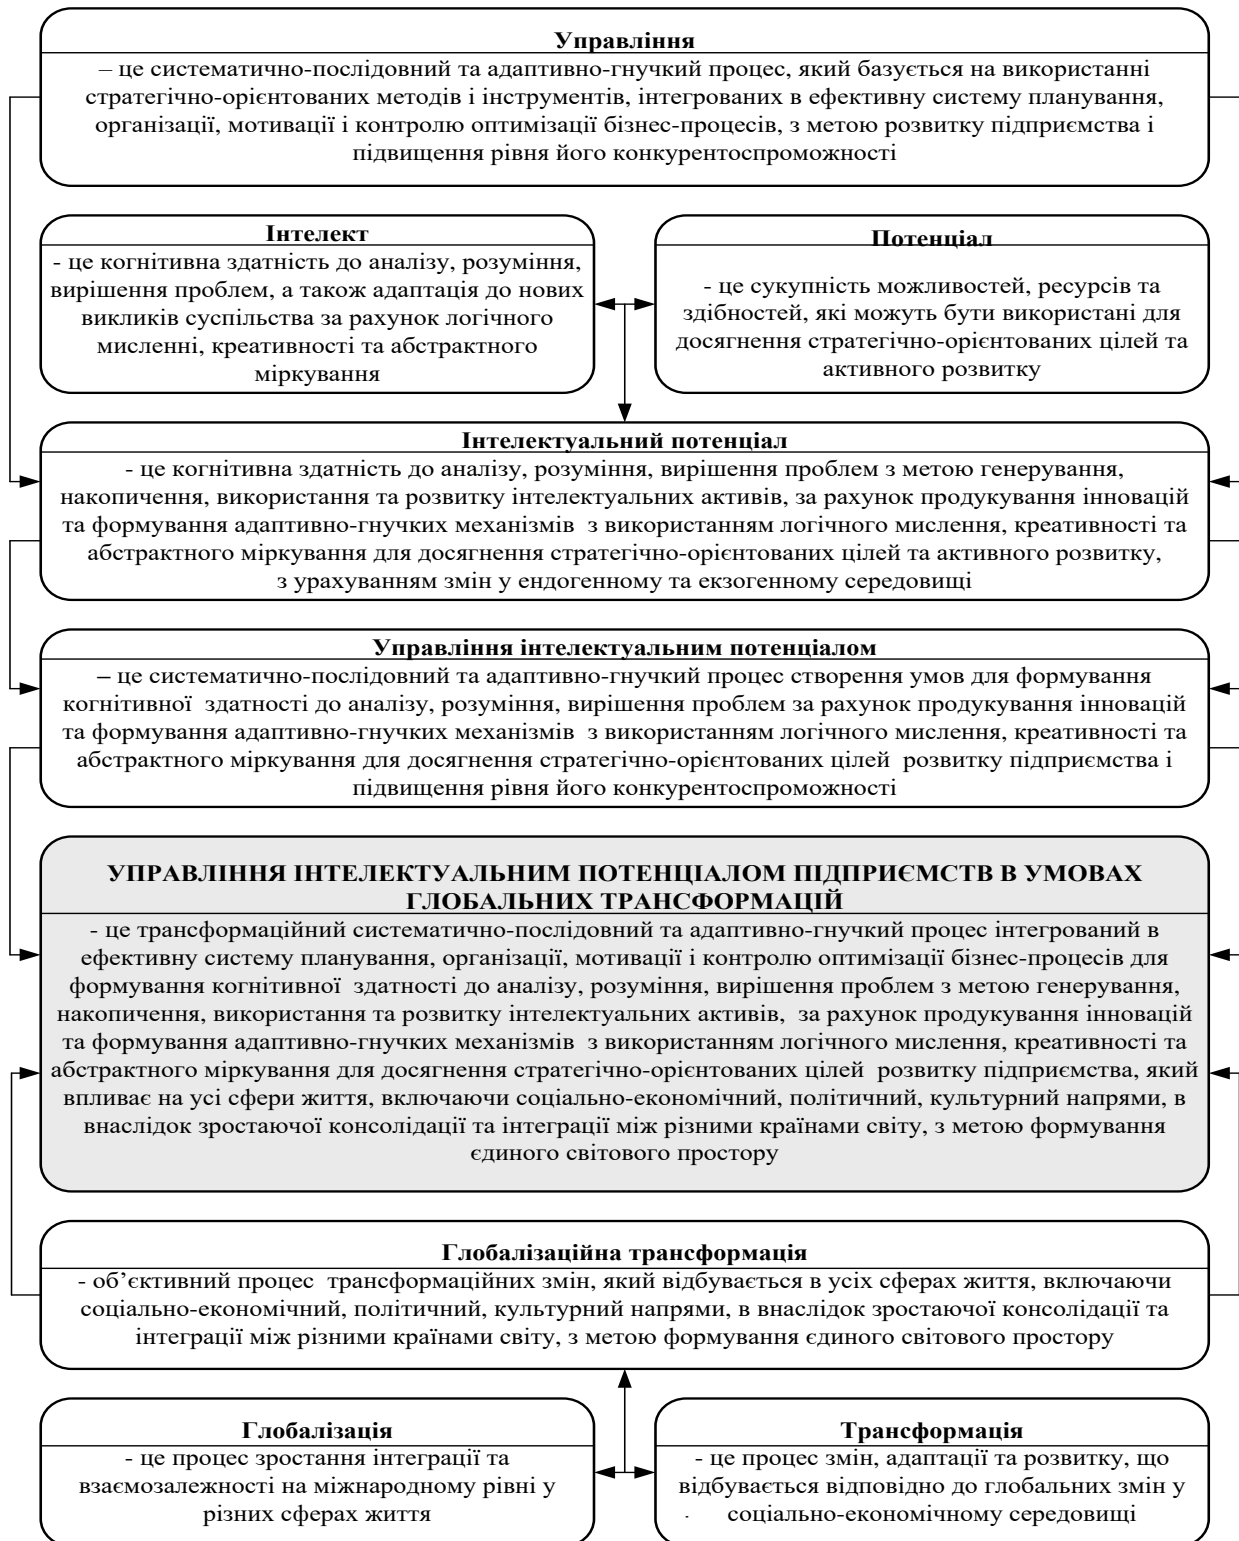 Управління
– це систематично-послідовний та адаптивно-гнучкий процес, який базується на використанні
стратегічно-орієнтованих методів і інструментів, інтегрованих в ефективну систему планування,
організації, мотивації і контролю оптимізації бізнес-процесів, з метою розвитку підприємства і
підвищення рівня його конкурентоспроможності
Інтелект
- це когнитивна здатність до аналізу, розуміння,
вирішення проблем, а також адаптація до нових
викликів суспільства за рахунок логічного
мисленні, креативності та абстрактного
міркування
Потенціал
- це сукупність можливостей, ресурсів та
здібностей, які можуть бути використані для
досягнення стратегічно-орієнтованих цілей та
активного розвитку
Інтелектуальний потенціал
- це когнитивна здатність до аналізу, розуміння, вирішення проблем з метою генерування,
накопичення, використання та розвитку інтелектуальних активів, за рахунок продукування інновацій
та формування адаптивно-гнучких механізмів з використанням логічного мислення, креативності та
абстрактного міркування для досягнення стратегічно-орієнтованих цілей та активного розвитку,
з урахуванням змін у ендогенному та екзогенному середовищі
Управління інтелектуальним потенціалом
– це систематично-послідовний та адаптивно-гнучкий процес створення умов для формування
когнитивної здатності до аналізу, розуміння, вирішення проблем за рахунок продукування інновацій
та формування адаптивно-гнучких механізмів з використанням логічного мислення, креативності та
абстрактного міркування для досягнення стратегічно-орієнтованих цілей розвитку підприємства і
підвищення рівня його конкурентоспроможності
УПРАВЛІННЯ ІНТЕЛЕКТУАЛЬНИМ ПОТЕНЦІАЛОМ ПІДПРИЄМСТВ В УМОВАХ
ГЛОБАЛЬНИХ ТРАНСФОРМАЦІЙ
- це трансформаційний систематично-послідовний та адаптивно-гнучкий процес інтегрований в
ефективну систему планування, організації, мотивації і контролю оптимізації бізнес-процесів для
формування когнитивної здатності до аналізу, розуміння, вирішення проблем з метою генерування,
накопичення, використання та розвитку інтелектуальних активів, за рахунок продукування інновацій
та формування адаптивно-гнучких механізмів з використанням логічного мислення, креативності та
абстрактного міркування для досягнення стратегічно-орієнтованих цілей розвитку підприємства, який
впливає на усі сфери життя, включаючи соціально-економічний, політичний, культурний напрями, в
внаслідок зростаючої консолідації та інтеграції між різними країнами світу, з метою формування
єдиного світового простору
Глобалізаційна трансформація
- об’єктивний процес трансформаційних змін, який відбувається в усіх сферах життя, включаючи
соціально-економічний, політичний, культурний напрями, в внаслідок зростаючої консолідації та
інтеграції між різними країнами світу, з метою формування єдиного світового простору
Глобалізація
- це процес зростання інтеграції та
взаємозалежності на міжнародному рівні у
різних сферах життя
Трансформація
- це процес змін, адаптації та розвитку, що
відбувається відповідно до глобальних змін у
соціально-економічному середовищі